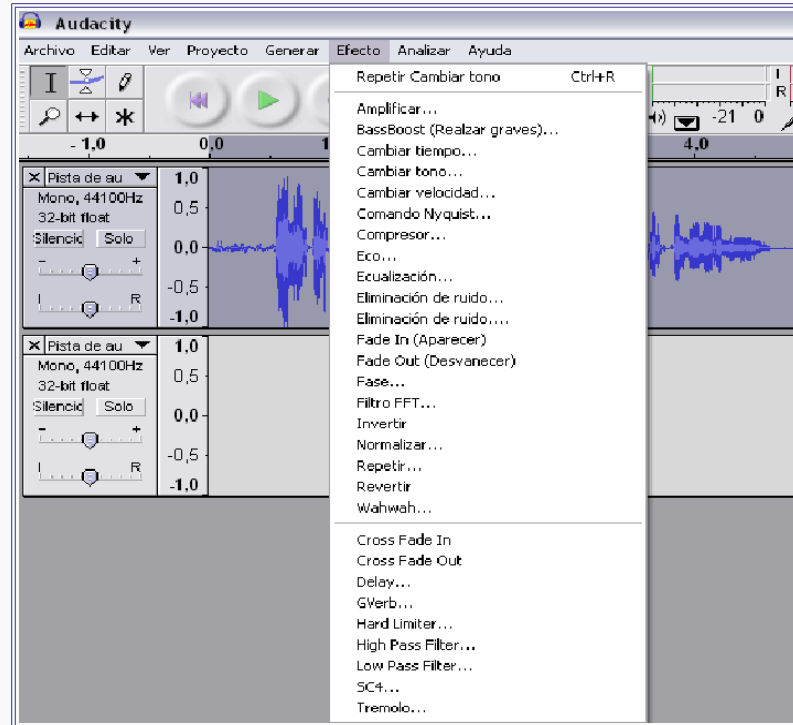 Audacity
Archivo Editar Ver Proyecto Generar Efecto Analizar Ayuda
Repetir Cambiar tono Ctrl+R
L
R
-21 0
- 1,0 0,0 1 4,0
Amplificar...
BassBoost (Realzar graves)...
Cambiar tiempo...
Cambiar tono...
Cambiar velocidad...
Comando Nyquist...
Compresor...
Eco...
Ecualización...
Eliminación de ruido...
Eliminación de ruido....
Fade In (Aparecer)
Fade Out (Desvanecer)
Fase...
Filtro FFT...
Invertir
Normalizar...
Repetir...
Revertir
Wahwah...
Cross Fade In
Cross Fade Out
Delay...
GVerb...
Hard Limiter...
High Pass Filter...
Low Pass Filter...
SC4...
Tremolo...
Pista de au
Mono, 44100Hz
32-bit float
Silencic Solo
- +
L R
1,0
0,5
0,0
-0,5
-1,0
Pista de au
Mono, 44100Hz
32-bit float
Silencic Solo
- +
L R
1,0
0,5
0,0
-0,5
-1,0